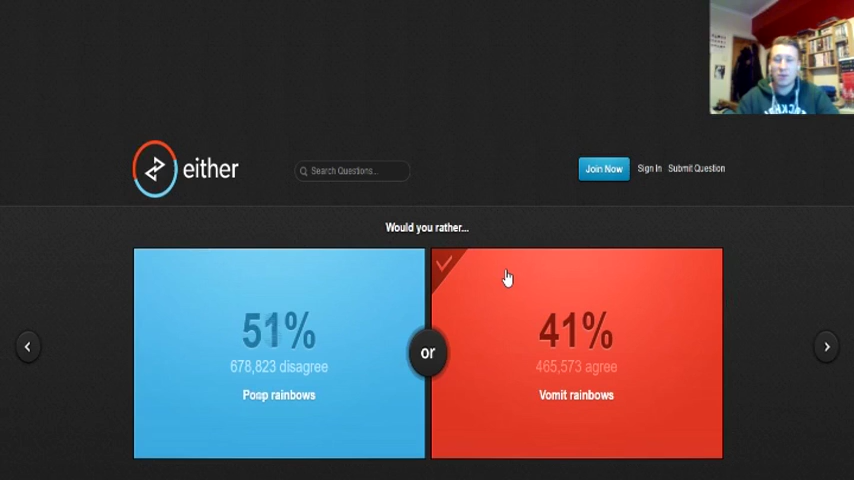 either
Search Questions...
Join Now Sign In Submit Question
Would you rather...
51%
678,823 disagree
Poop rainbows
or
41%
465,573 agree
Vomit rainbows